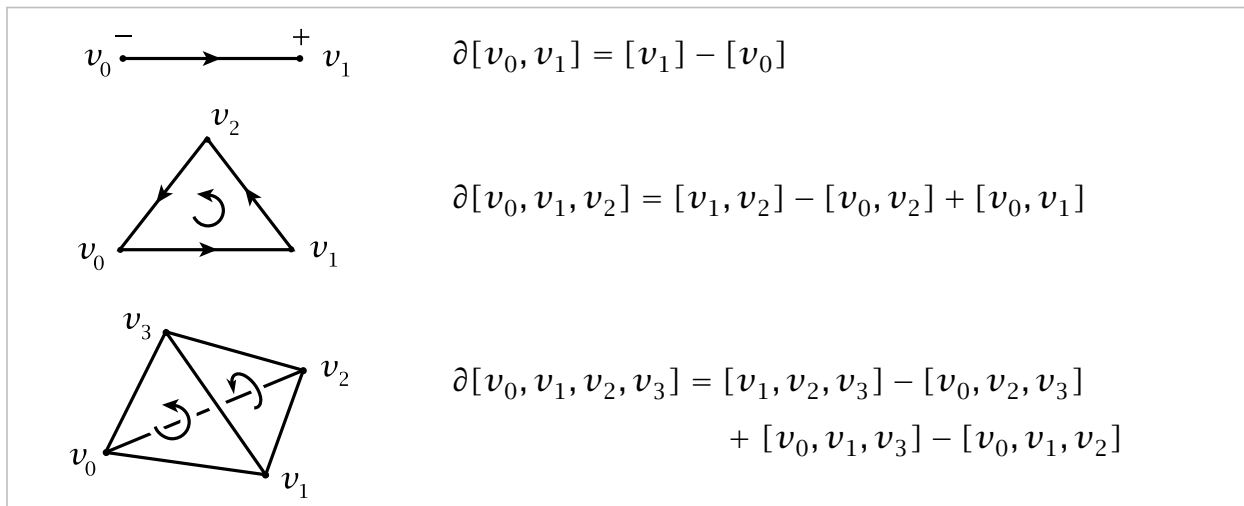 − +
v₀ v₁ ∂[v₀, v₁] = [v₁] − [v₀]
v₂
∂[v₀, v₁, v₂] = [v₁, v₂] − [v₀, v₂] + [v₀, v₁]
v₀ v₁
v₃
v₂ ∂[v₀, v₁, v₂, v₃] = [v₁, v₂, v₃] − [v₀, v₂, v₃]
+ [v₀, v₁, v₃] − [v₀, v₁, v₂]
v₀
v₁